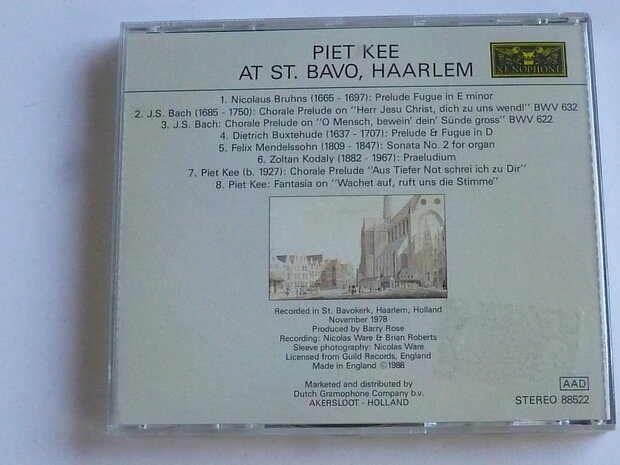 PIET KEE
AT ST. BAVO, HAARLEM
XENOPHONE
1. Nicolaus Bruhns (1665 - 1697): Prelude Fugue in E minor
2. J.S. Bach (1685 - 1750): Chorale Prelude on "Herr Jesu Christ, dich zu uns wend!" BWV 632
3. J.S. Bach: Chorale Prelude on "O Mensch, bewein' dein' Sünde gross" BWV 622
4. Dietrich Buxtehude (1637 - 1707): Prelude & Fugue in D
5. Felix Mendelssohn (1809 - 1847): Sonata No. 2 for organ
6. Zoltan Kodaly (1882 - 1967): Praeludium
7. Piet Kee (b. 1927): Chorale Prelude "Aus Tiefer Not schrei ich zu Dir"
8. Piet Kee: Fantasia on "Wachet auf, ruft uns die Stimme"
Recorded in St. Bavokerk, Haarlem, Holland
November 1978
Produced by Barry Rose
Recording: Nicolas Ware & Brian Roberts
Sleeve photography: Nicolas Ware
Licensed from Guild Records, England
Made in England ©1988
Marketed and distributed by
Dutch Gramophone Company b.v.
AKERSLOOT - HOLLAND
AAD
STEREO 88522